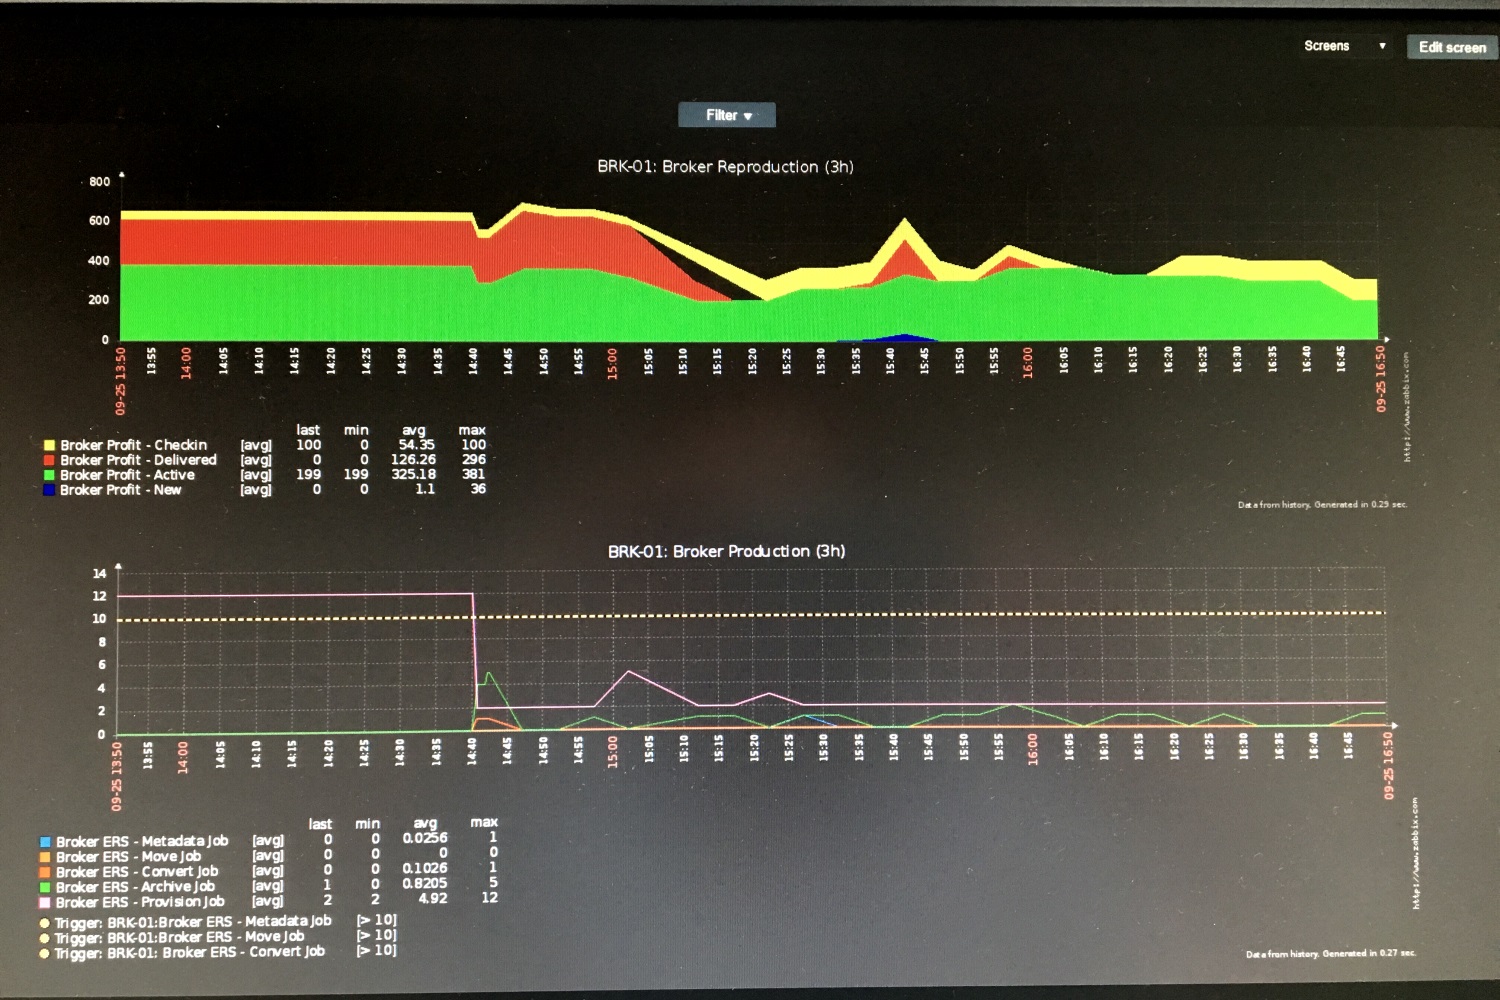 Screens ▼ Edit screen
Filter ▼
BRK-01: Broker Reproduction (3h)
800
600
400
200
0
09-25 13:50 13:55 14:00 14:05 14:10 14:15 14:20 14:25 14:30 14:35 14:40 14:45 14:50 14:55 15:00 15:05 15:10 15:15 15:20 15:25 15:30 15:35 15:40 15:45 15:50 15:55 16:00 16:05 16:10 16:15 16:20 16:25 16:30 16:35 16:40 16:45 09-25 16:50
http://www.zabbix.com
last min avg max
Broker Profit - Checkin [avg] 100 0 54.35 100
Broker Profit - Delivered [avg] 0 0 126.26 296
Broker Profit - Active [avg] 199 199 325.18 381
Broker Profit - New [avg] 0 0 1.1 36
Data from history. Generated in 0.29 sec.
BRK-01: Broker Production (3h)
14
12
10
8
6
4
2
0
09-25 13:50 13:55 14:00 14:05 14:10 14:15 14:20 14:25 14:30 14:35 14:40 14:45 14:50 14:55 15:00 15:05 15:10 15:15 15:20 15:25 15:30 15:35 15:40 15:45 15:50 15:55 16:00 16:05 16:10 16:15 16:20 16:25 16:30 16:35 16:40 16:45 09-25 16:50
http://www.zabbix.com
last min avg max
Broker ERS - Metadata Job [avg] 0 0 0.0256 1
Broker ERS - Move Job [avg] 0 0 0 0
Broker ERS - Convert Job [avg] 0 0 0.1026 1
Broker ERS - Archive Job [avg] 1 0 0.8205 5
Broker ERS - Provision Job [avg] 2 2 4.92 12
Trigger: BRK-01:Broker ERS - Metadata Job [> 10]
Trigger: BRK-01:Broker ERS - Move Job [> 10]
Trigger: BRK-01: Broker ERS - Convert Job [> 10]
Data from history. Generated in 0.27 sec.